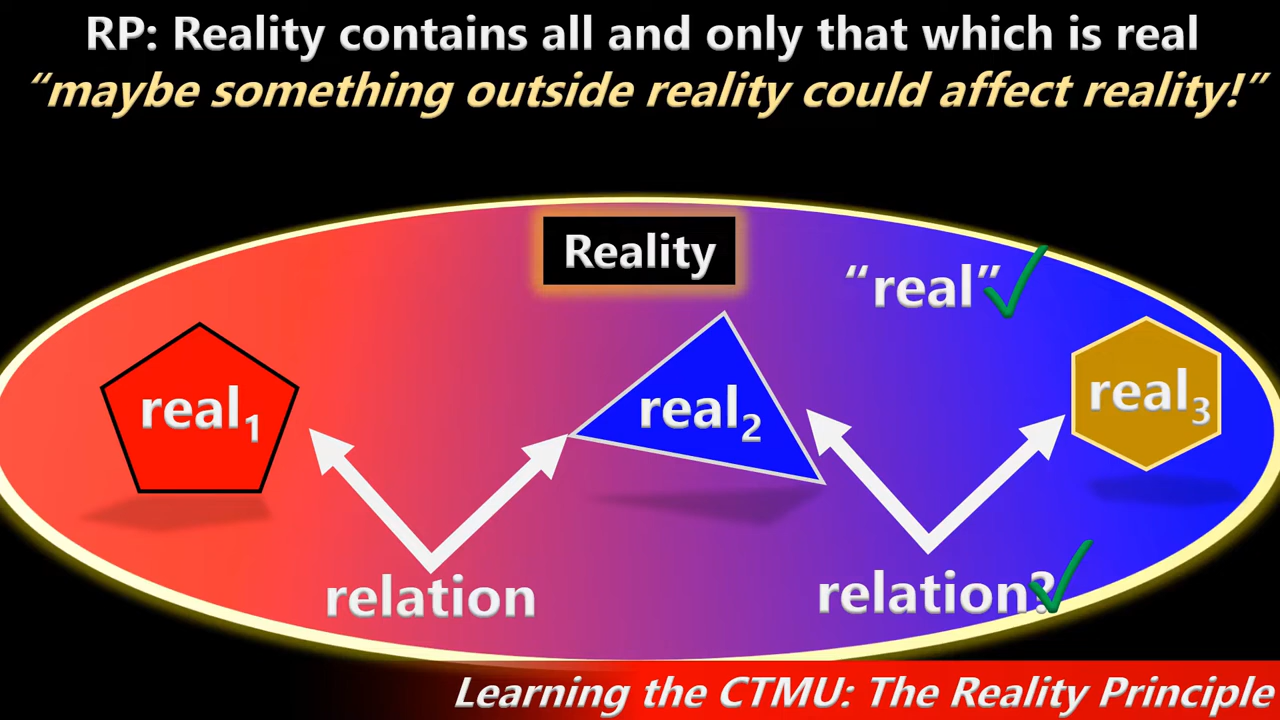 RP: Reality contains all and only that which is real
“maybe something outside reality could affect reality!”
Reality
“real”
real1
real2
real3
relation
relation?
Learning the CTMU: The Reality Principle